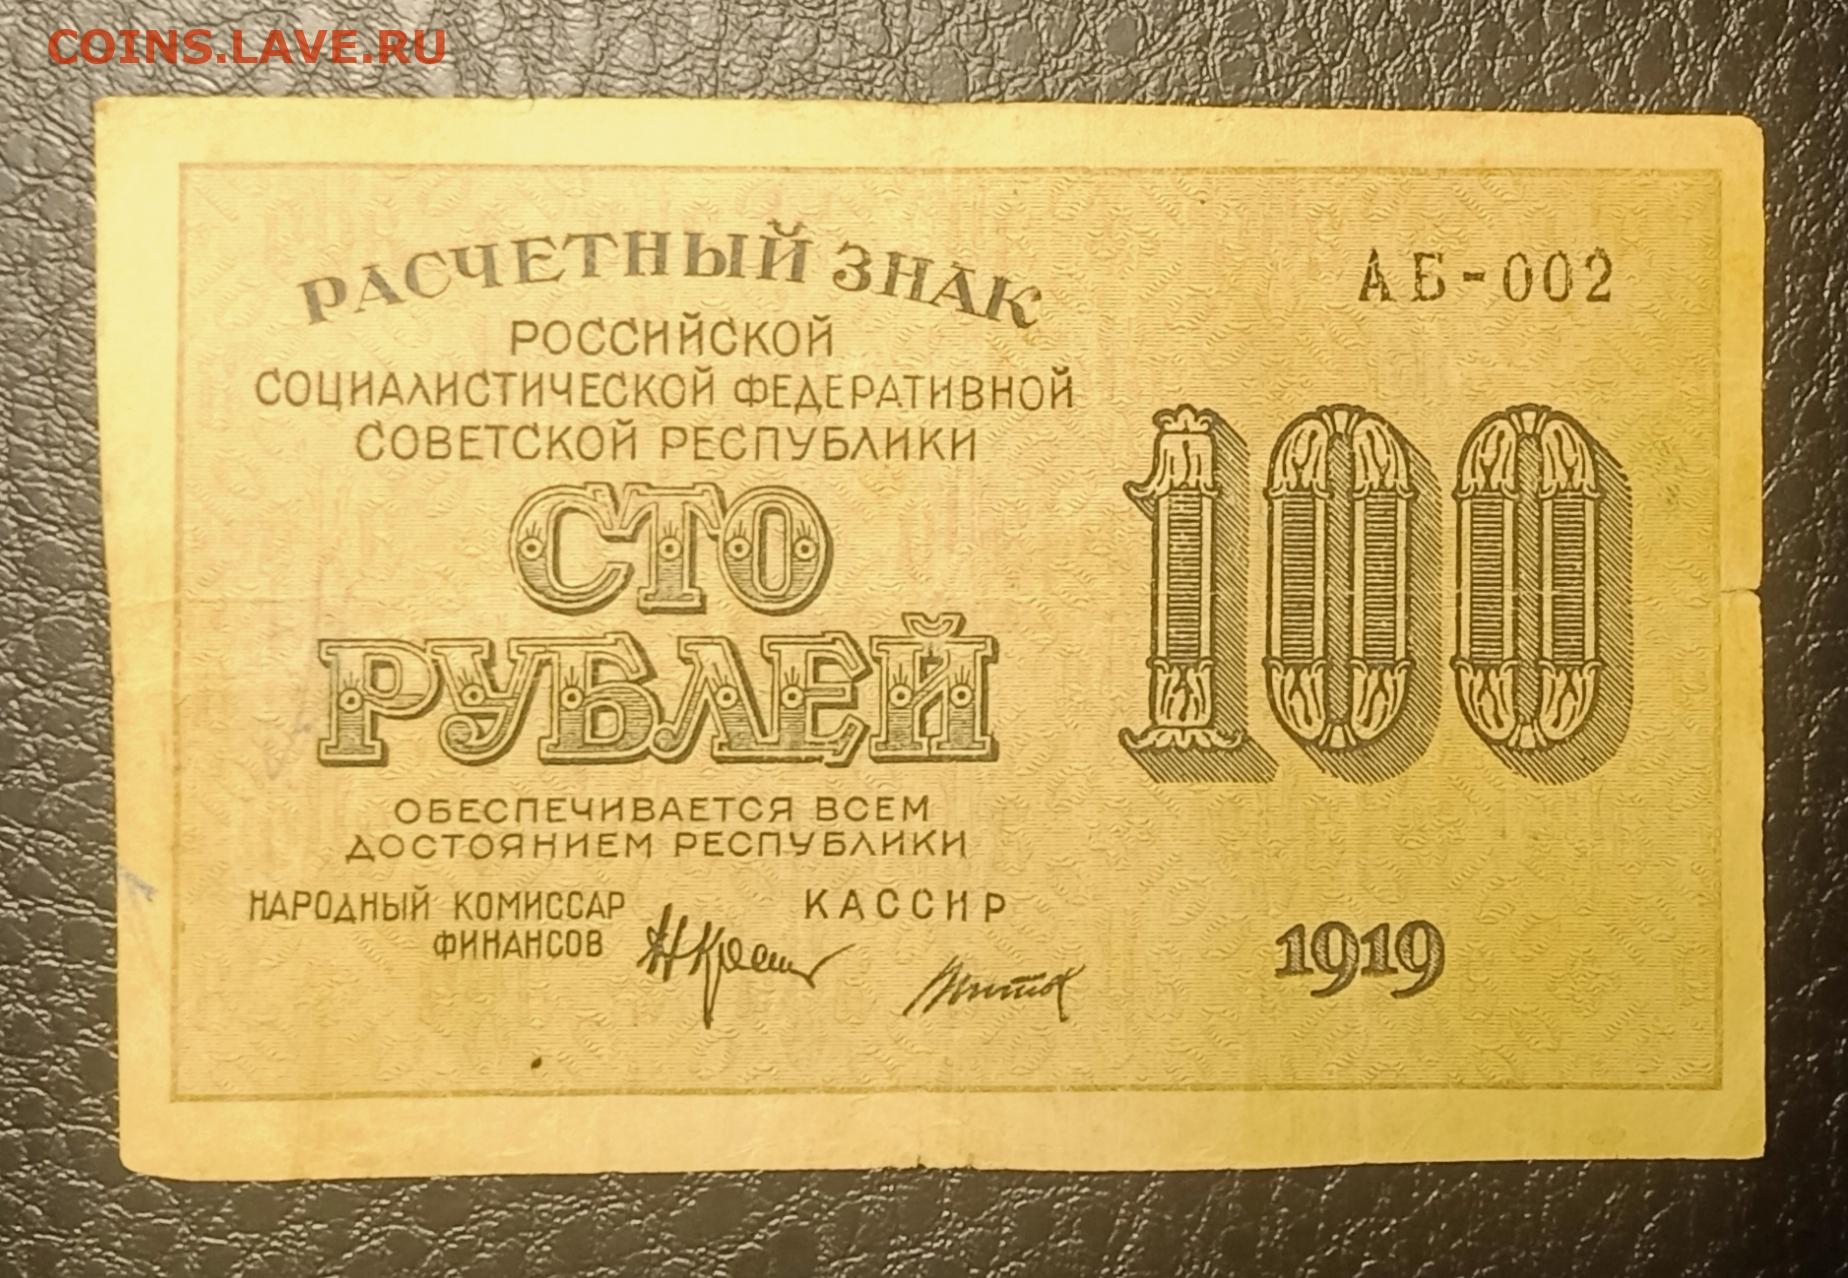 COINS.LAVE.RU
РАСЧЕТНЫЙ ЗНАК
АБ-002
РОССИЙСКОЙ
СОЦИАЛИСТИЧЕСКОЙ ФЕДЕРАТИВНОЙ
СОВЕТСКОЙ РЕСПУБЛИКИ
СТО
РУБЛЕЙ
100
ОБЕСПЕЧИВАЕТСЯ ВСЕМ
ДОСТОЯНИЕМ РЕСПУБЛИКИ
НАРОДНЫЙ КОМИССАР
ФИНАНСОВ
КАССИР
1919